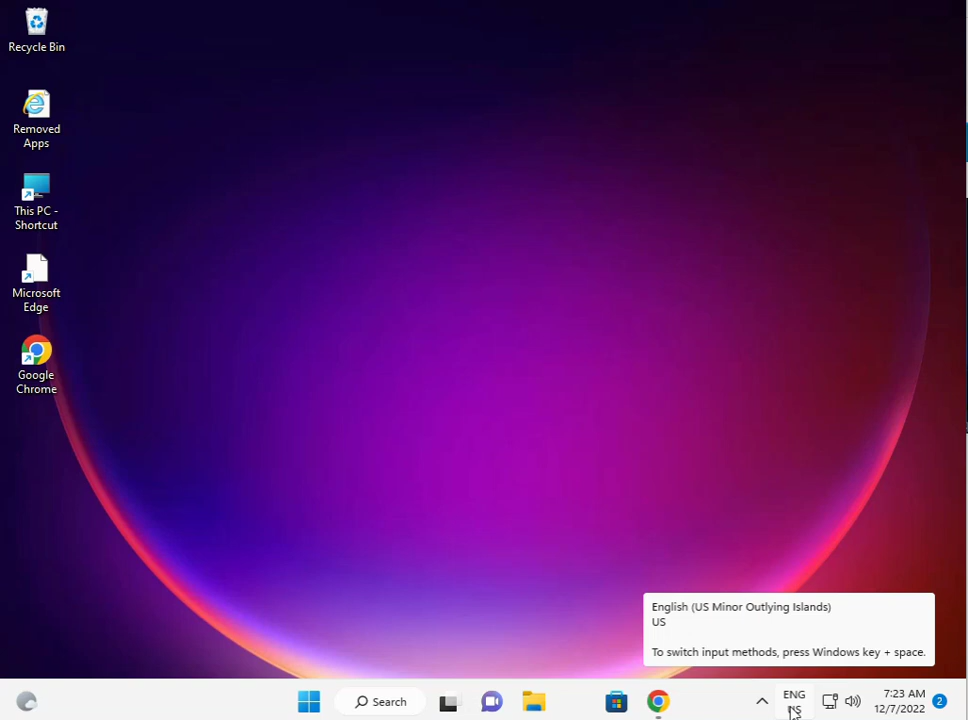 Recycle Bin
Removed
Apps
This PC -
Shortcut
Microsoft
Edge
Google
Chrome
English (US Minor Outlying Islands)
US
To switch input methods, press Windows key + space.
Search
ENG
US
7:23 AM
12/7/2022
2